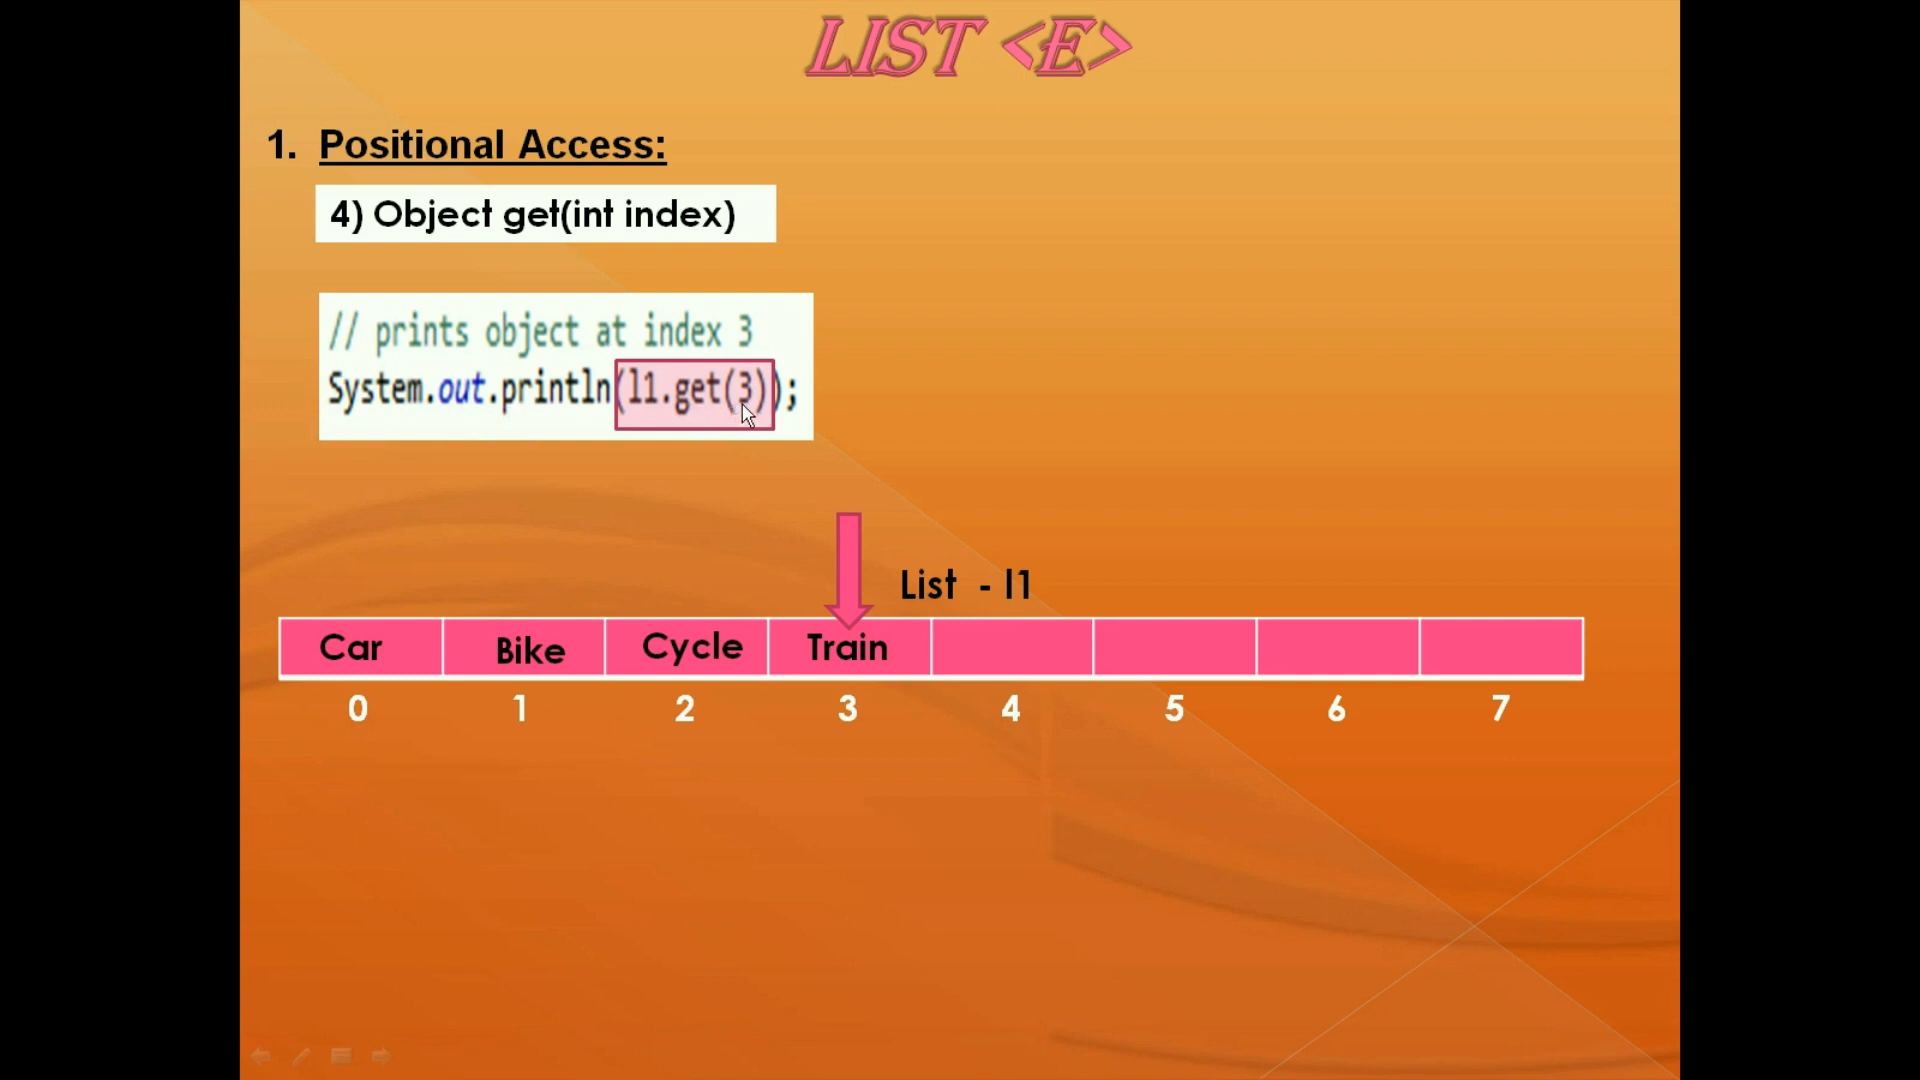 LIST <E>
1. Positional Access:
4) Object get(int index)
// prints object at index 3
System.out.println(l1.get(3));
List - l1
Car Bike Cycle Train
0 1 2 3 4 5 6 7